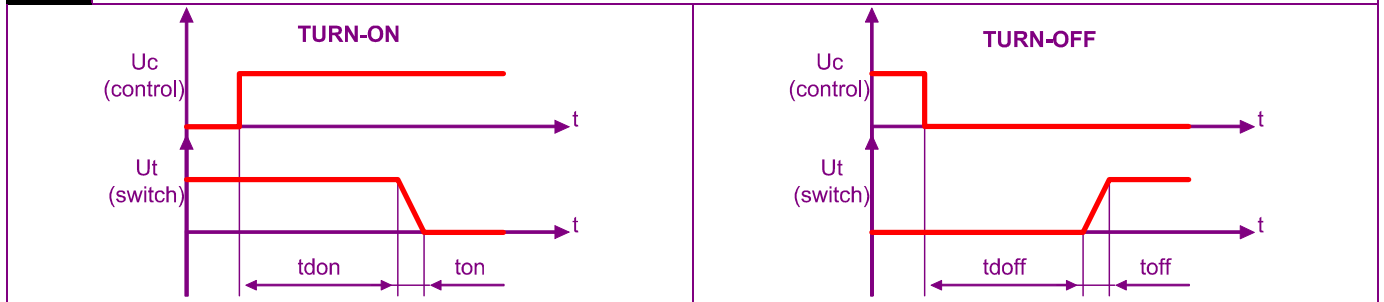 TURN-ON
Uc
(control)
t
Ut
(switch)
t
tdon
ton
TURN-OFF
Uc
(control)
t
Ut
(switch)
t
tdoff
toff